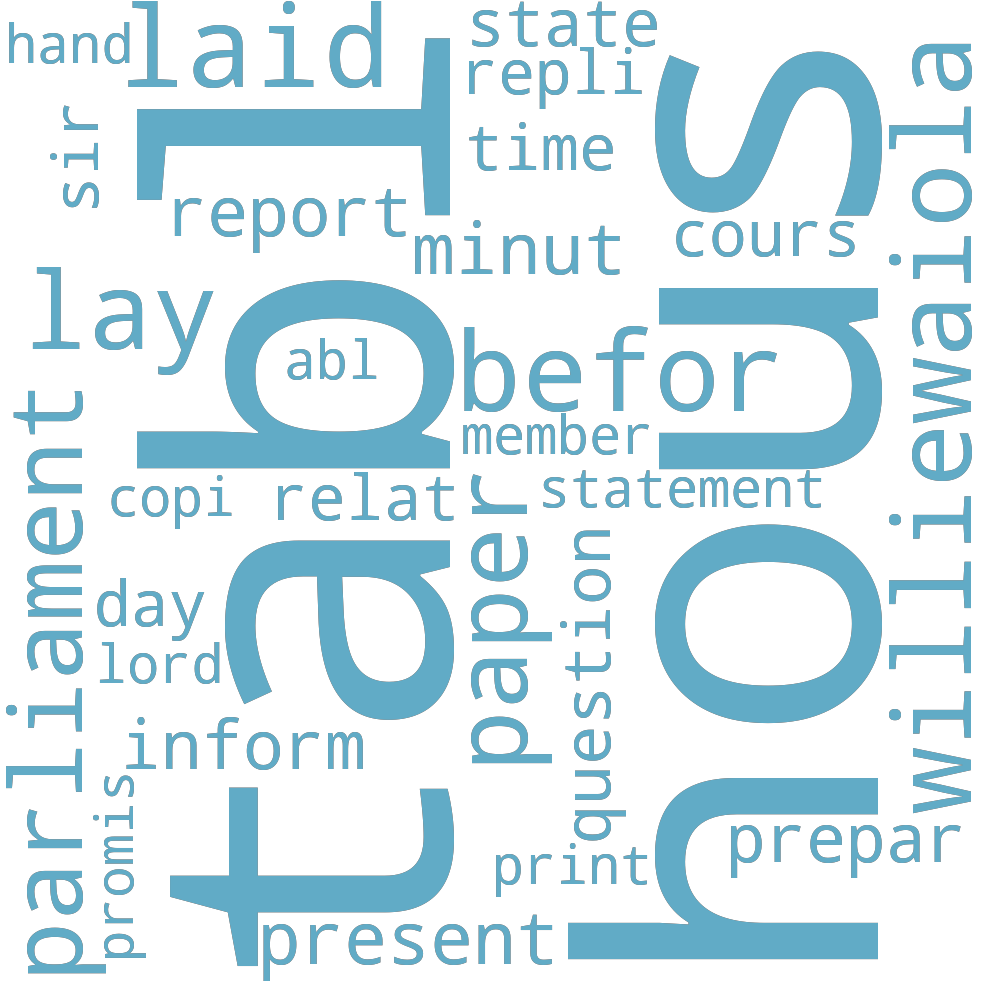 hand
laid
state
repli
sir
time
report
minut
cours
lay
abl
befor
member
copi
relat
statement
tabl
hous
williewaiola
parliament
paper
question
day
lord
inform
promis
print
prepar
present